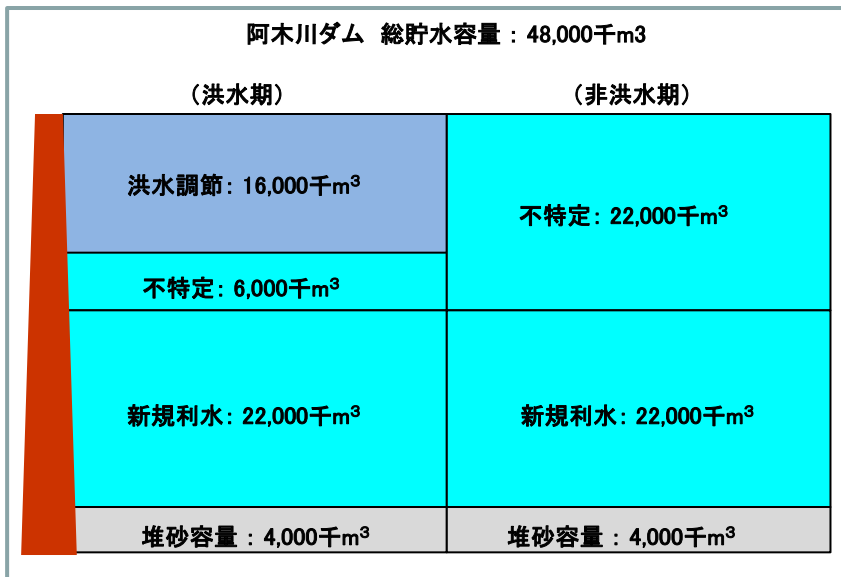 阿木川ダム 総貯水容量：48,000千m3
（洪水期）
（非洪水期）
洪水調節：16,000千m³
不特定：22,000千m³
不特定：6,000千m³
新規利水：22,000千m³
新規利水：22,000千m³
堆砂容量：4,000千m³
堆砂容量：4,000千m³